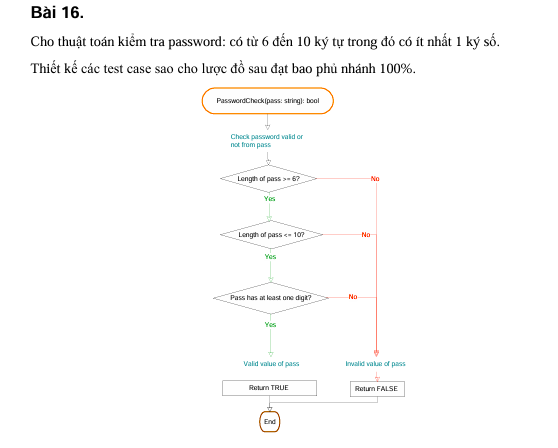 Bài 16.
Cho thuật toán kiểm tra password: có từ 6 đến 10 ký tự trong đó có ít nhất 1 ký số.
Thiết kế các test case sao cho lược đồ sau đạt bao phủ nhánh 100%.
PasswordCheck(pass: string): bool
Check password valid or
not from pass
Length of pass >= 6?
No
Yes
Length of pass <= 10?
No
Yes
Pass has at least one digit?
No
Yes
Valid value of pass
Invalid value of pass
Return TRUE
Return FALSE
End